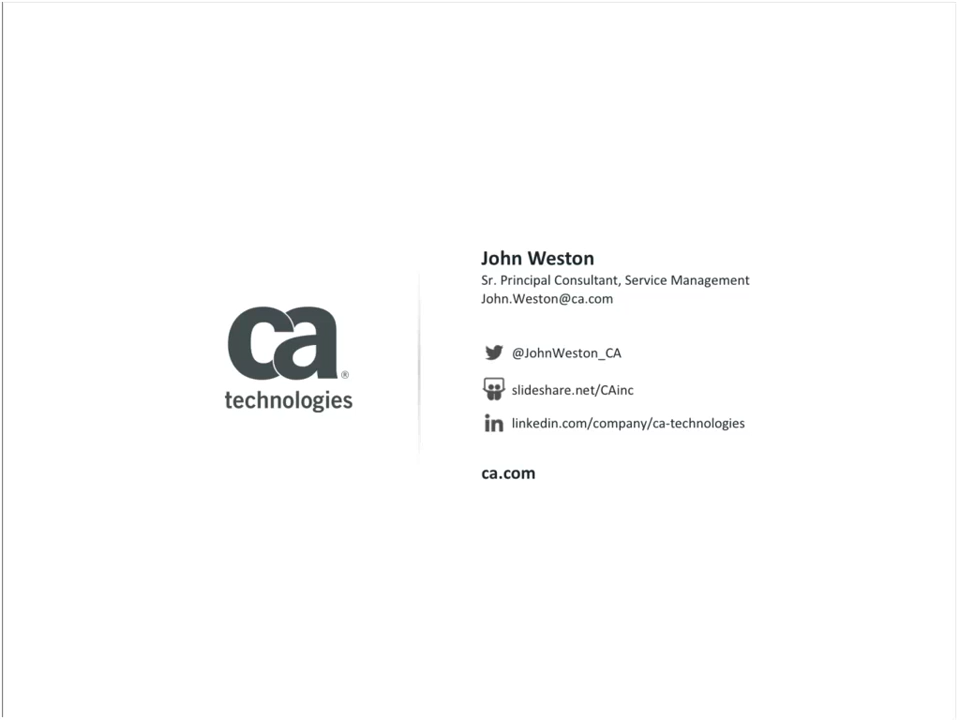 ca®
technologies
John Weston
Sr. Principal Consultant, Service Management
John.Weston@ca.com
@JohnWeston_CA
slideshare.net/CAinc
linkedin.com/company/ca-technologies
ca.com